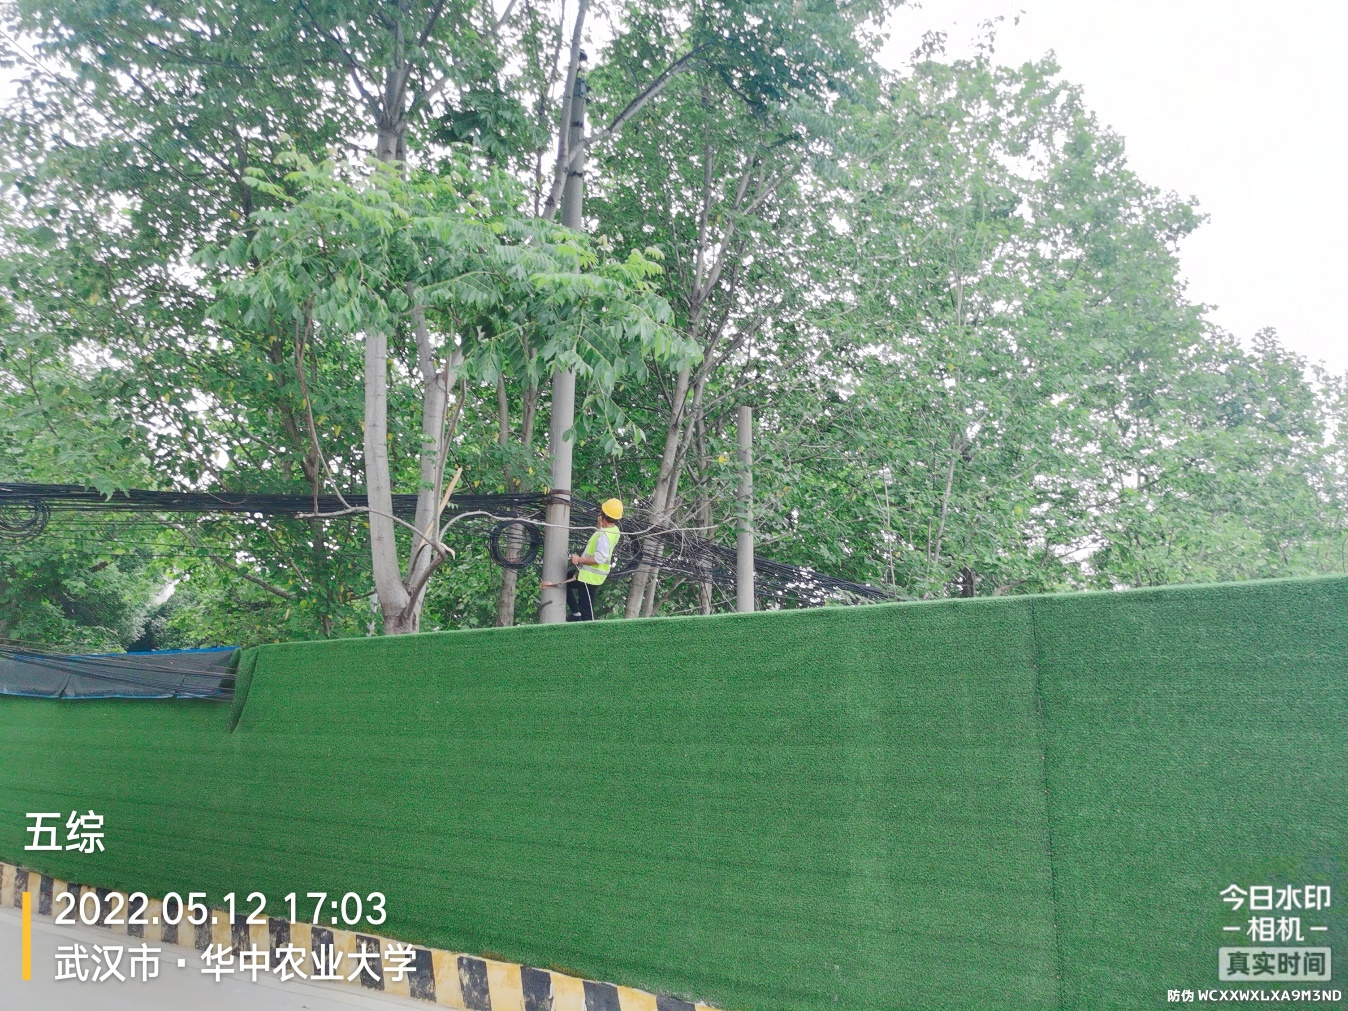 五综
2022.05.12 17:03
武汉市·华中农业大学
今日水印
-相机-
真实时间
防伪 WCXXWXLXA9M3ND